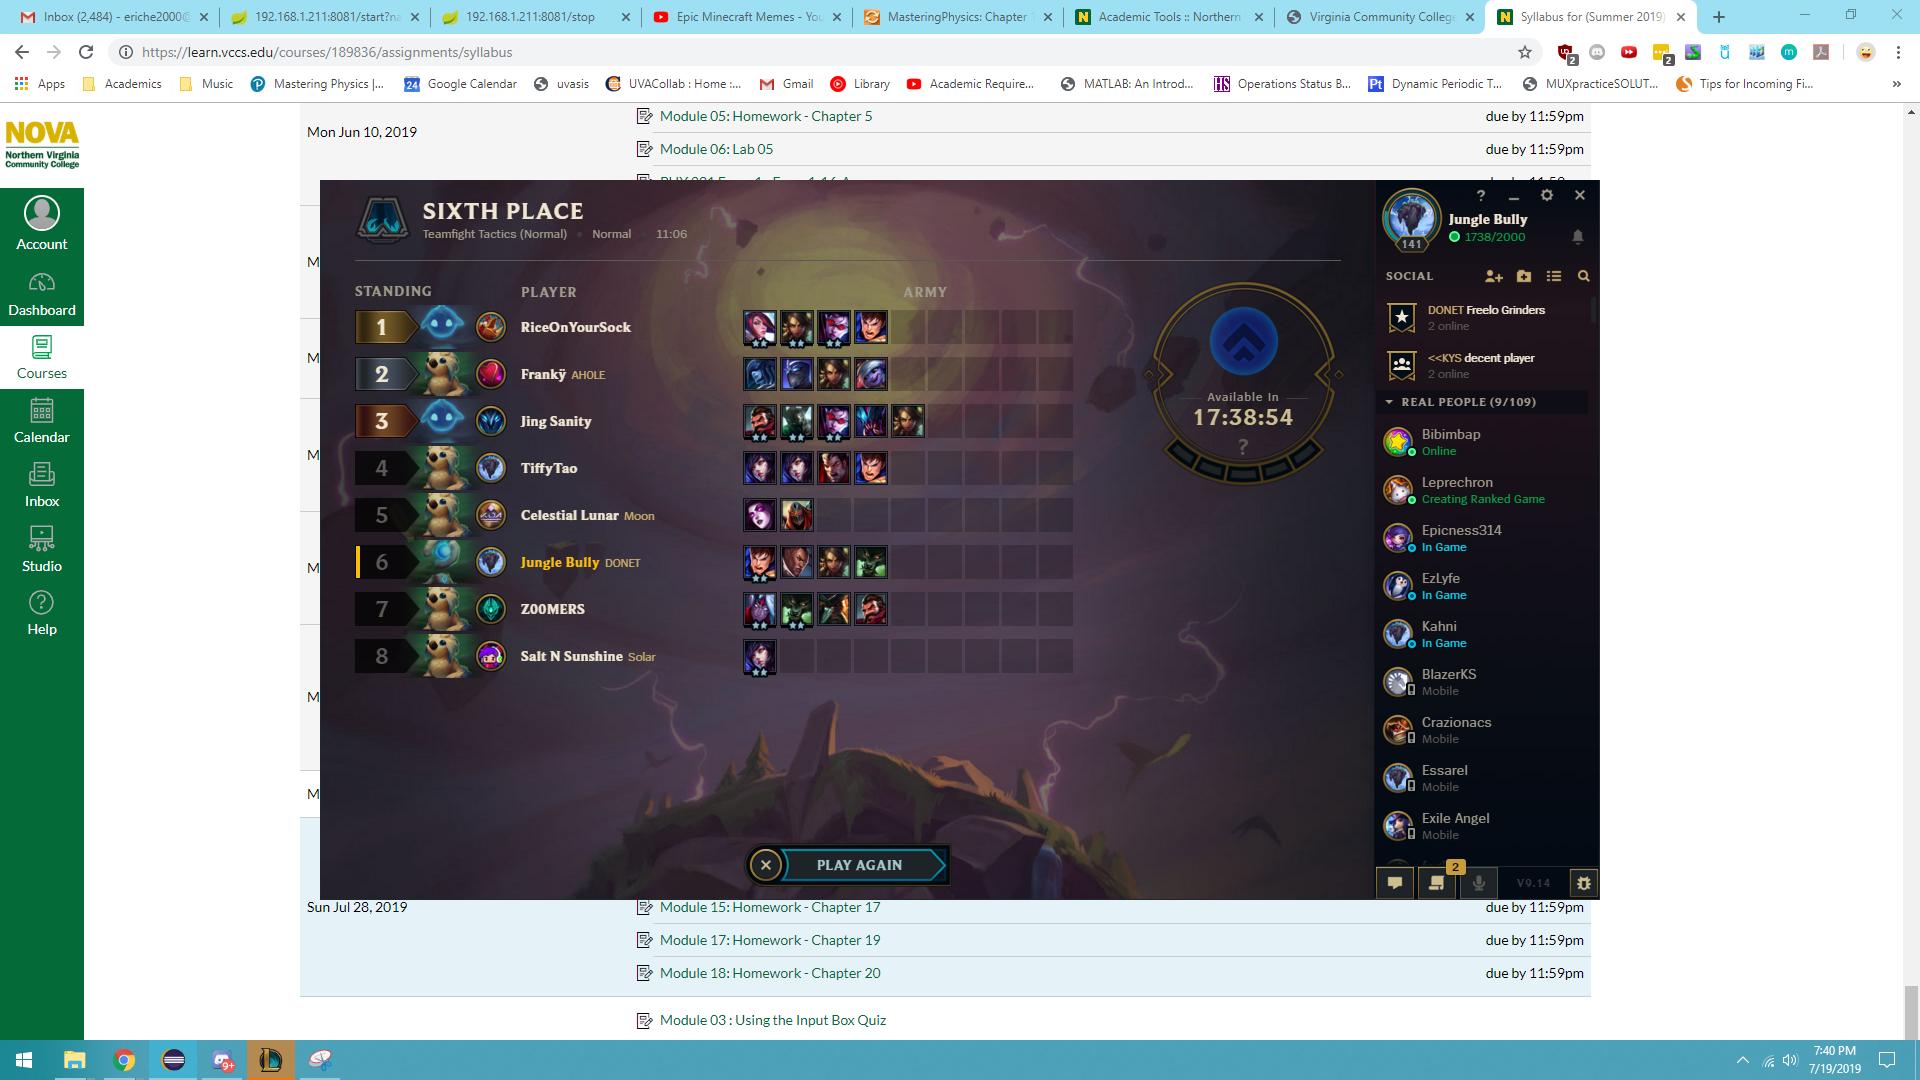 Inbox (2,484) - eriche2000@
192.168.1.211:8081/start?na
192.168.1.211:8081/stop
Epic Minecraft Memes - You
MasteringPhysics: Chapter
Academic Tools :: Northern
Virginia Community College
Syllabus for (Summer 2019)
https://learn.vccs.edu/courses/189836/assignments/syllabus
2
2
Apps
Academics
Music
Mastering Physics |...
24
Google Calendar
uvasis
UVACollab : Home :...
Gmail
Library
Academic Require...
MATLAB: An Introd...
Operations Status B...
Dynamic Periodic T...
MUXpracticeSOLUT...
Tips for Incoming Fi...
NOVA
Northern Virginia
Community College
Account
Dashboard
Courses
Calendar
Inbox
Studio
Help
Module 05: Homework - Chapter 5
due by 11:59pm
Mon Jun 10, 2019
Module 06: Lab 05
due by 11:59pm
SIXTH PLACE
Teamfight Tactics (Normal) Normal 11:06
STANDING PLAYER ARMY
1 RiceOnYourSock
2 Frankÿ AHOLE
3 Jing Sanity
4 TiffyTao
5 Celestial Lunar Moon
6 Jungle Bully DONET
7 Z00MERS
8 Salt N Sunshine Solar
Available In
17:38:54
?
PLAY AGAIN
?
Jungle Bully
1738/2000
141
SOCIAL
DONET Freelo Grinders
2 online
<<KYS decent player
2 online
REAL PEOPLE (9/109)
Bibimbap
Online
Leprechron
Creating Ranked Game
Epicness314
In Game
EzLyfe
In Game
Kahni
In Game
BlazerKS
Mobile
Crazionacs
Mobile
Essarel
Mobile
Exile Angel
Mobile
2
V9.14
M
M
M
M
M
M
M
Sun Jul 28, 2019
Module 15: Homework - Chapter 17
due by 11:59pm
Module 17: Homework - Chapter 19
due by 11:59pm
Module 18: Homework - Chapter 20
due by 11:59pm
Module 03 : Using the Input Box Quiz
9+
7:40 PM
7/19/2019